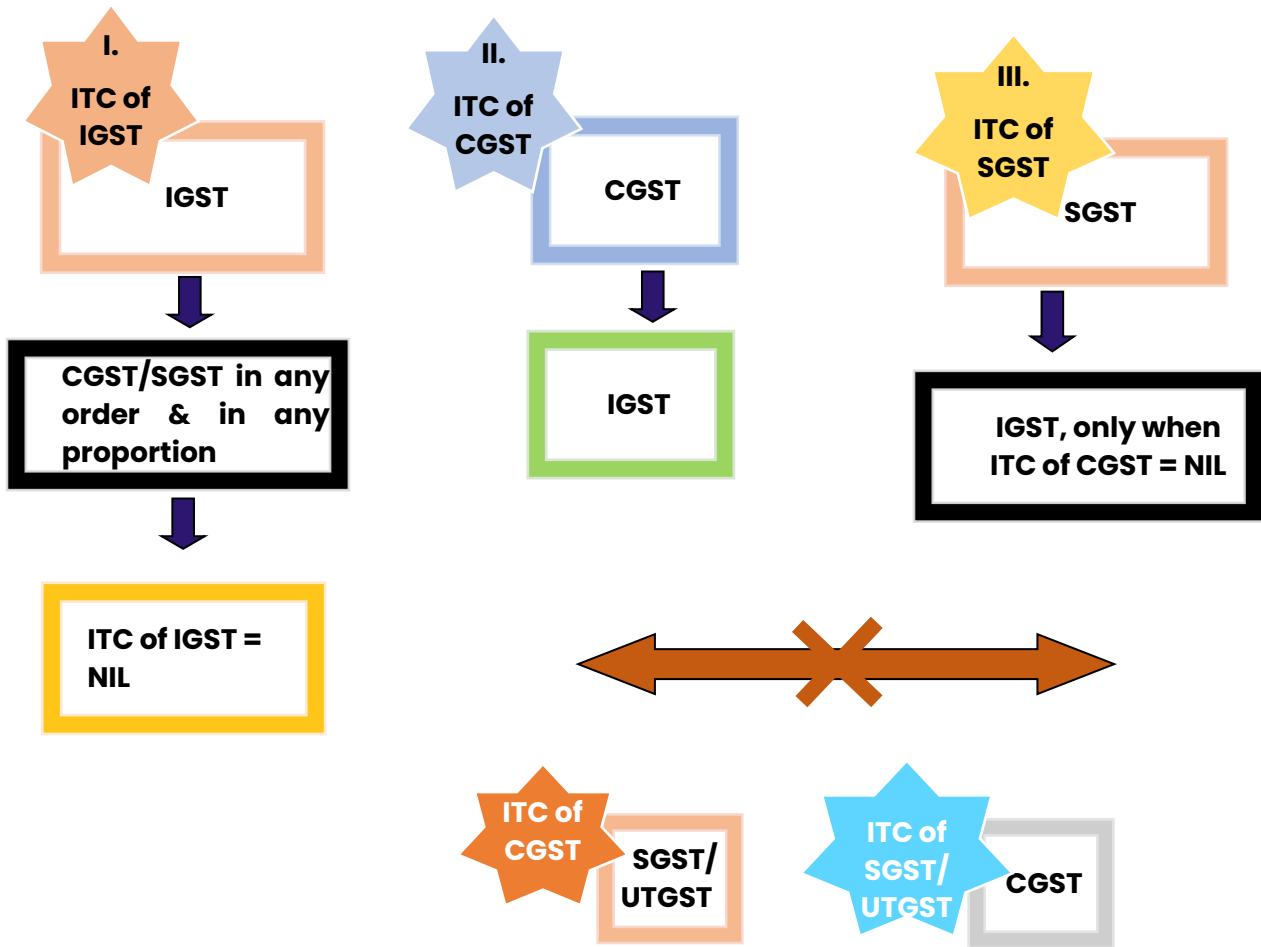 I.
ITC of
IGST
IGST
CGST/SGST in any
order & in any
proportion
ITC of IGST =
NIL
II.
ITC of
CGST
CGST
IGST
III.
ITC of
SGST
SGST
IGST, only when
ITC of CGST = NIL
ITC of
CGST
SGST/
UTGST
ITC of
SGST/
UTGST
CGST